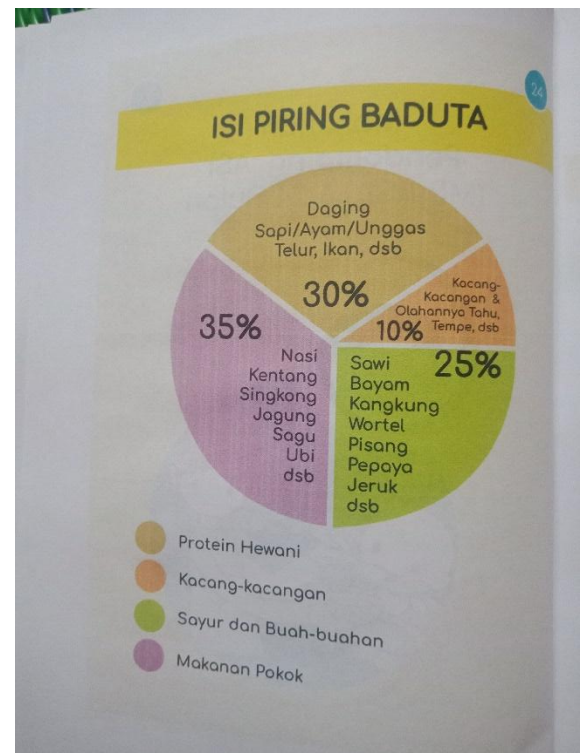 24
ISI PIRING BADUTA
Daging
Sapi/Ayam/Unggas
Telur, Ikan, dsb
30%
Kacang-
Kacangan &
Olahannya Tahu,
Tempe, dsb
10%
35%
Nasi
Kentang
Singkong
Jagung
Sagu
Ubi
dsb
25%
Sawi
Bayam
Kangkung
Wortel
Pisang
Pepaya
Jeruk
dsb
Protein Hewani
Kacang-kacangan
Sayur dan Buah-buahan
Makanan Pokok